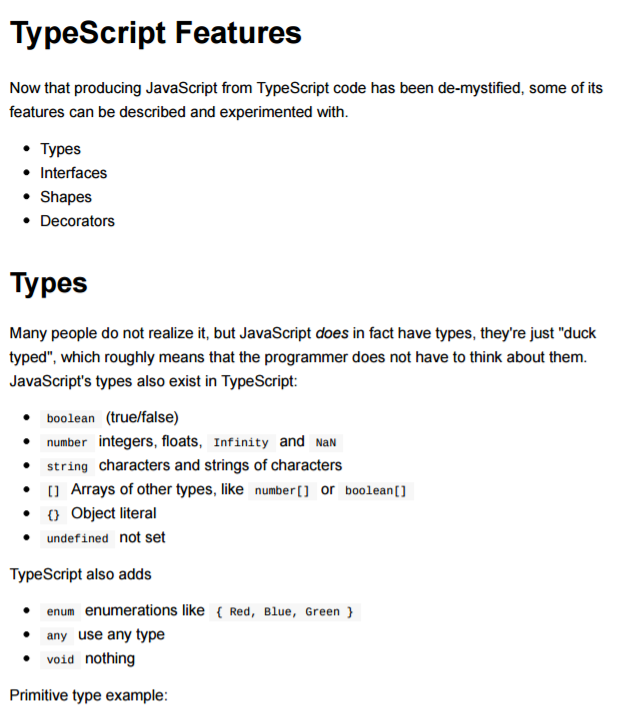 TypeScript Features
Now that producing JavaScript from TypeScript code has been de-mystified, some of its
features can be described and experimented with.
• Types
• Interfaces
• Shapes
• Decorators
Types
Many people do not realize it, but JavaScript does in fact have types, they're just "duck
typed", which roughly means that the programmer does not have to think about them.
JavaScript's types also exist in TypeScript:
• boolean (true/false)
• number integers, floats, Infinity and NaN
• string characters and strings of characters
• [] Arrays of other types, like number[] or boolean[]
• {} Object literal
• undefined not set
TypeScript also adds
• enum enumerations like { Red, Blue, Green }
• any use any type
• void nothing
Primitive type example: